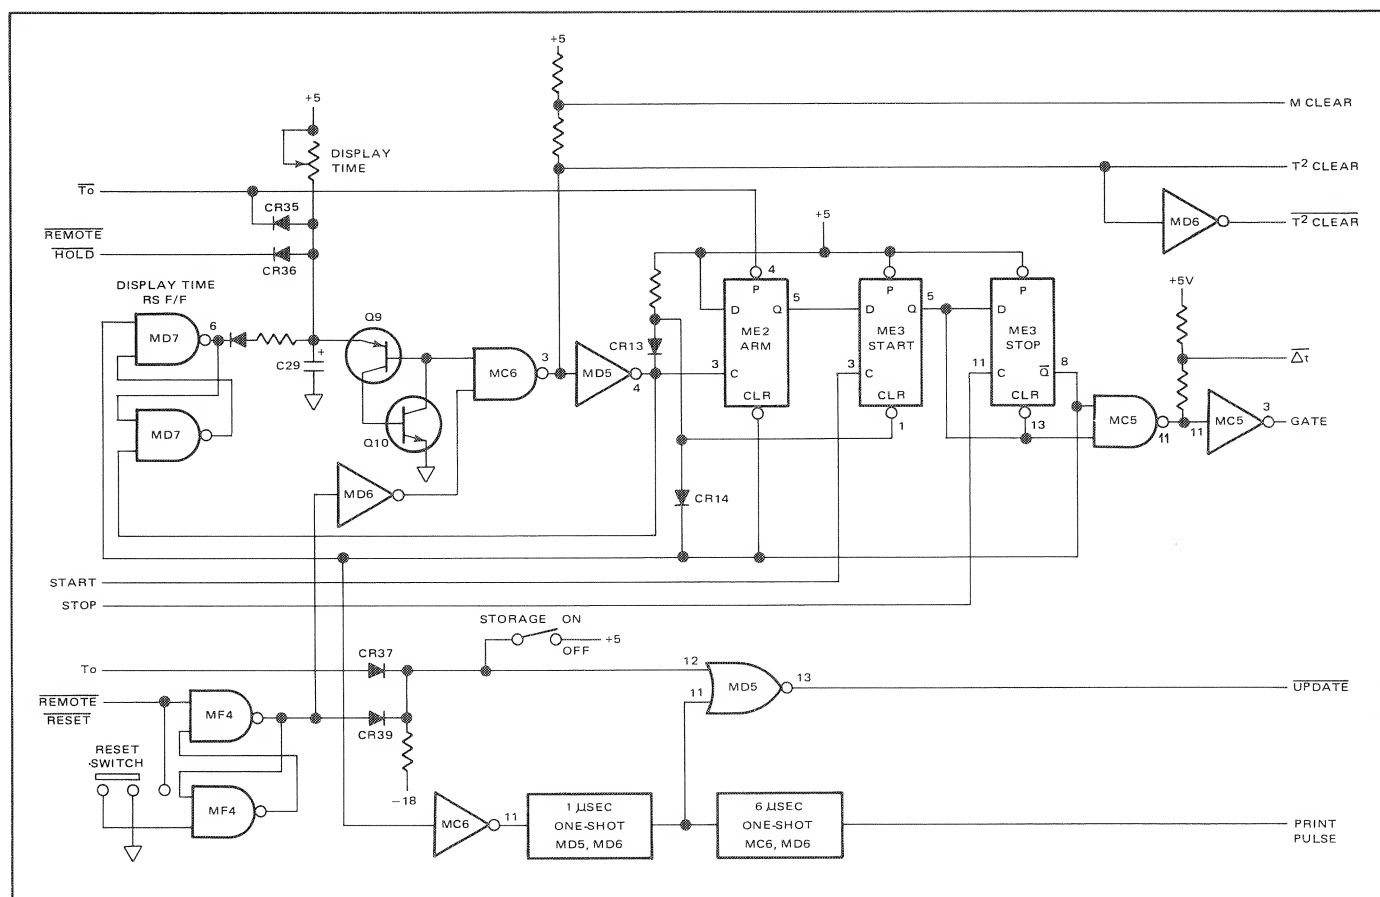 +5
M CLEAR
+5
DISPLAY
TIME
T² CLEAR
To
CR35
+5
MD6
T² CLEAR
REMOTE
HOLD
CR36
4
+5V
DISPLAY TIME
RS F/F
P
P
P
MD7
6
Q9
D
Q
5
D
Q
5
D
ME2
ARM
ME3
START
ME3
STOP
C29
+
MC6
3
MD5
4
CR13
3
C
3
C
11
C
Q
8
Δt
CLR
CLR
CLR
MD7
Q10
1
13
MC5
11
11
MC5
3
GATE
MD6
CR14
START
STOP
STORAGE
ON
OFF
+5
To
CR37
12
11
MD5
13
UPDATE
REMOTE
RESET
MF4
CR39
RESET
SWITCH
-18
MF4
MC6
11
1 μSEC
ONE-SHOT
MD5, MD6
6 μSEC
ONE-SHOT
MC6, MD6
PRINT
PULSE